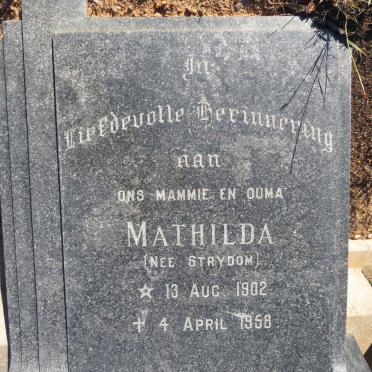 In
Liefdevolle Herinnering
aan
ONS MAMMIE EN OUMA
MATHILDA
(NEE STRYDOM)
☆ 13 AUG. 1902
✝ 4 APRIL 1958